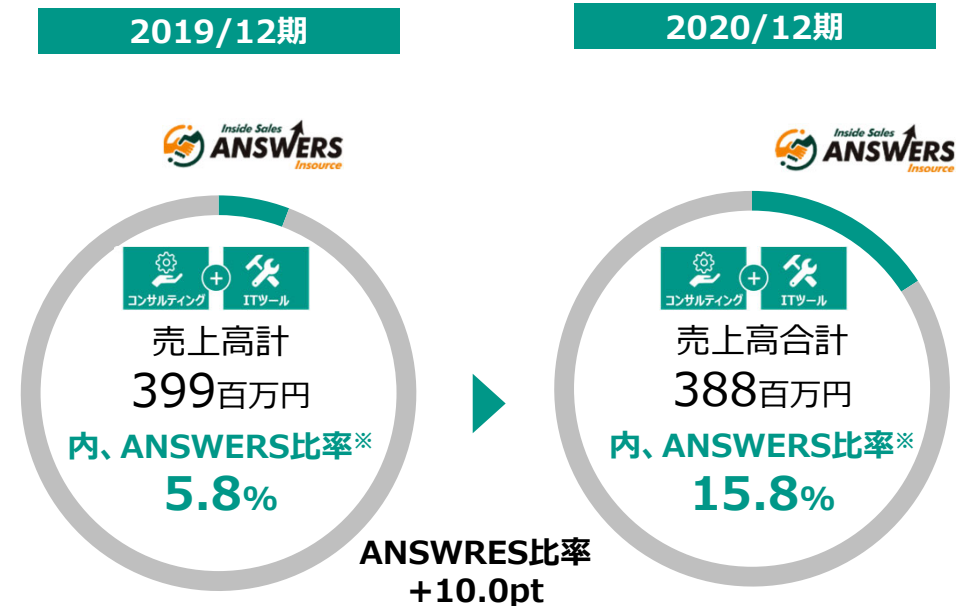 2019/12期
2020/12期
Inside Sales
ANSWERS
Insource
Inside Sales
ANSWERS
Insource
コンサルティング
+
ITツール
売上高計
399百万円
内、ANSWERS比率※
5.8%
コンサルティング
+
ITツール
売上高合計
388百万円
内、ANSWERS比率※
15.8%
ANSWRES比率
+10.0pt